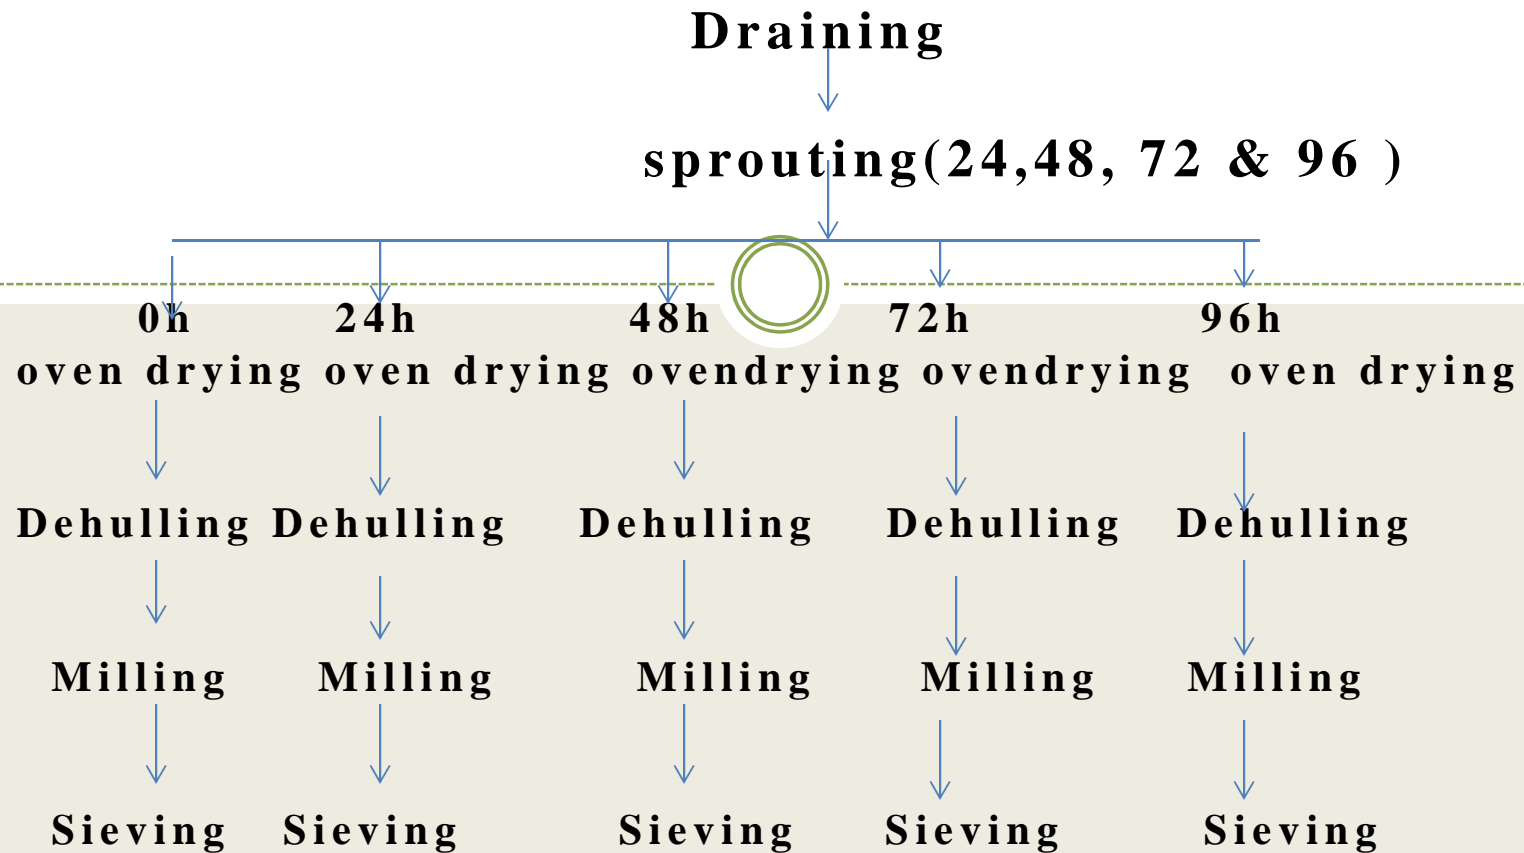 Draining
sprouting(24,48, 72 & 96 )
0h 24h 48h 72h 96h
oven drying oven drying ovendrying ovendrying oven drying
Dehulling Dehulling Dehulling Dehulling Dehulling
Milling Milling Milling Milling Milling
Sieving Sieving Sieving Sieving Sieving